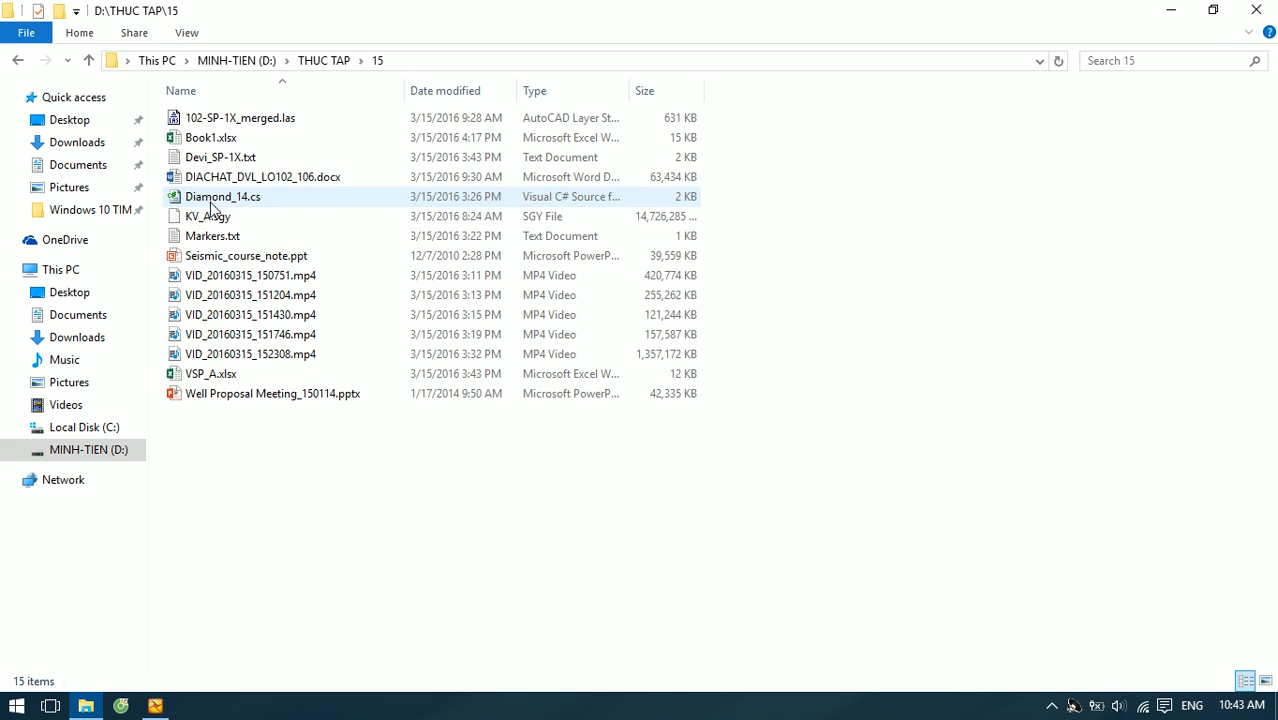 D:\THUC TAP\15
File Home Share View
This PC MINH-TIEN (D:) THUC TAP 15
Search 15
Name Date modified Type Size
Quick access
Desktop
Downloads
Documents
Pictures
Windows 10 TIM
OneDrive
This PC
Desktop
Documents
Downloads
Music
Pictures
Videos
Local Disk (C:)
MINH-TIEN (D:)
Network
102-SP-1X_merged.las 3/15/2016 9:28 AM AutoCAD Layer St... 631 KB
Book1.xlsx 3/15/2016 4:17 PM Microsoft Excel W... 15 KB
Devi_SP-1X.txt 3/15/2016 3:43 PM Text Document 2 KB
DIACHAT_DVL_LO102_106.docx 3/15/2016 9:30 AM Microsoft Word D... 63,434 KB
Diamond_14.cs 3/15/2016 3:26 PM Visual C# Source f... 2 KB
KV_A.sgy 3/15/2016 8:24 AM SGY File 14,726,285 ...
Markers.txt 3/15/2016 3:22 PM Text Document 1 KB
Seismic_course_note.ppt 12/7/2010 2:28 PM Microsoft PowerP... 39,559 KB
VID_20160315_150751.mp4 3/15/2016 3:11 PM MP4 Video 420,774 KB
VID_20160315_151204.mp4 3/15/2016 3:13 PM MP4 Video 255,262 KB
VID_20160315_151430.mp4 3/15/2016 3:15 PM MP4 Video 121,244 KB
VID_20160315_151746.mp4 3/15/2016 3:19 PM MP4 Video 157,587 KB
VID_20160315_152308.mp4 3/15/2016 3:32 PM MP4 Video 1,357,172 KB
VSP_A.xlsx 3/15/2016 3:43 PM Microsoft Excel W... 12 KB
Well Proposal Meeting_150114.pptx 1/17/2014 9:50 AM Microsoft PowerP... 42,335 KB
15 items
ENG 10:43 AM